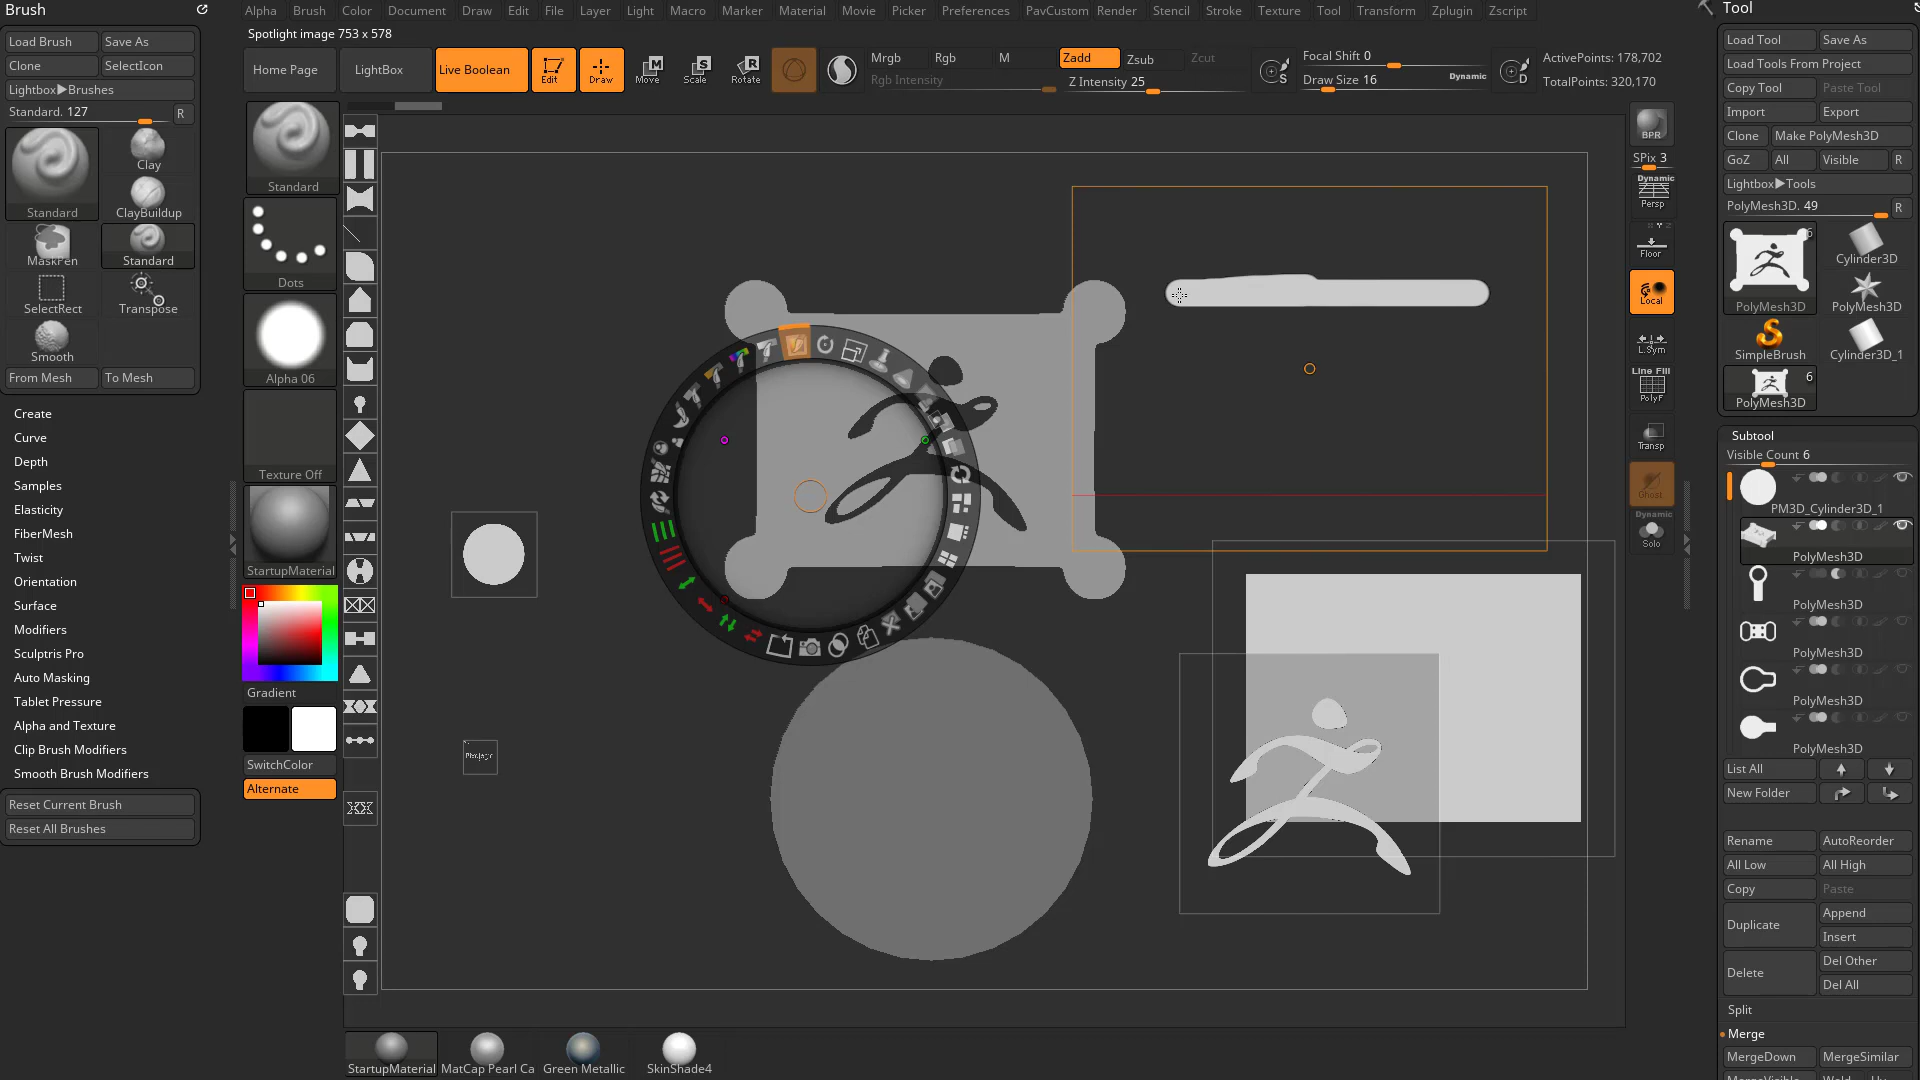 Brush
Alpha Brush Color Document Draw Edit File Layer Light Macro Marker Material Movie Picker Preferences PavCustom Render Stencil Stroke Texture Tool Transform Zplugin Zscript
Tool
Spotlight image 753 x 578
Load Brush Save As
Clone SelectIcon
Lightbox▶Brushes
Standard. 127 R
Clay
Standard ClayBuildup
MaskPen Standard
SelectRect Transpose
Smooth
From Mesh To Mesh
Create
Curve
Depth
Samples
Elasticity
FiberMesh
Twist
Orientation
Surface
Modifiers
Sculptris Pro
Auto Masking
Tablet Pressure
Alpha and Texture
Clip Brush Modifiers
Smooth Brush Modifiers
Reset Current Brush
Reset All Brushes
Home Page LightBox Live Boolean Edit Draw Move Scale Rotate
Mrgb Rgb M Zadd Zsub Zcut
Rgb Intensity Z Intensity 25
Focal Shift 0
Draw Size 16 Dynamic
ActivePoints: 178,702
TotalPoints: 320,170
Standard
Dots
Alpha 06
Texture Off
StartupMaterial
Gradient
SwitchColor
Alternate
StartupMaterial MatCap Pearl Ca Green Metallic SkinShade4
BPR
SPix 3
Dynamic
Persp
Floor
Local
L.Sym
Line Fill
PolyF
Transp
Ghost
Dynamic
Solo
Load Tool Save As
Load Tools From Project
Copy Tool Paste Tool
Import Export
Clone Make PolyMesh3D
GoZ All Visible R
Lightbox▶Tools
PolyMesh3D. 49 R
6
Cylinder3D
PolyMesh3D PolyMesh3D
SimpleBrush Cylinder3D_1
6
PolyMesh3D
Subtool
Visible Count 6
PM3D_Cylinder3D_1
PolyMesh3D
PolyMesh3D
PolyMesh3D
PolyMesh3D
PolyMesh3D
List All
New Folder
Rename AutoReorder
All Low All High
Copy Paste
Duplicate Append
Insert
Delete Del Other
Del All
Split
Merge
MergeDown MergeSimilar